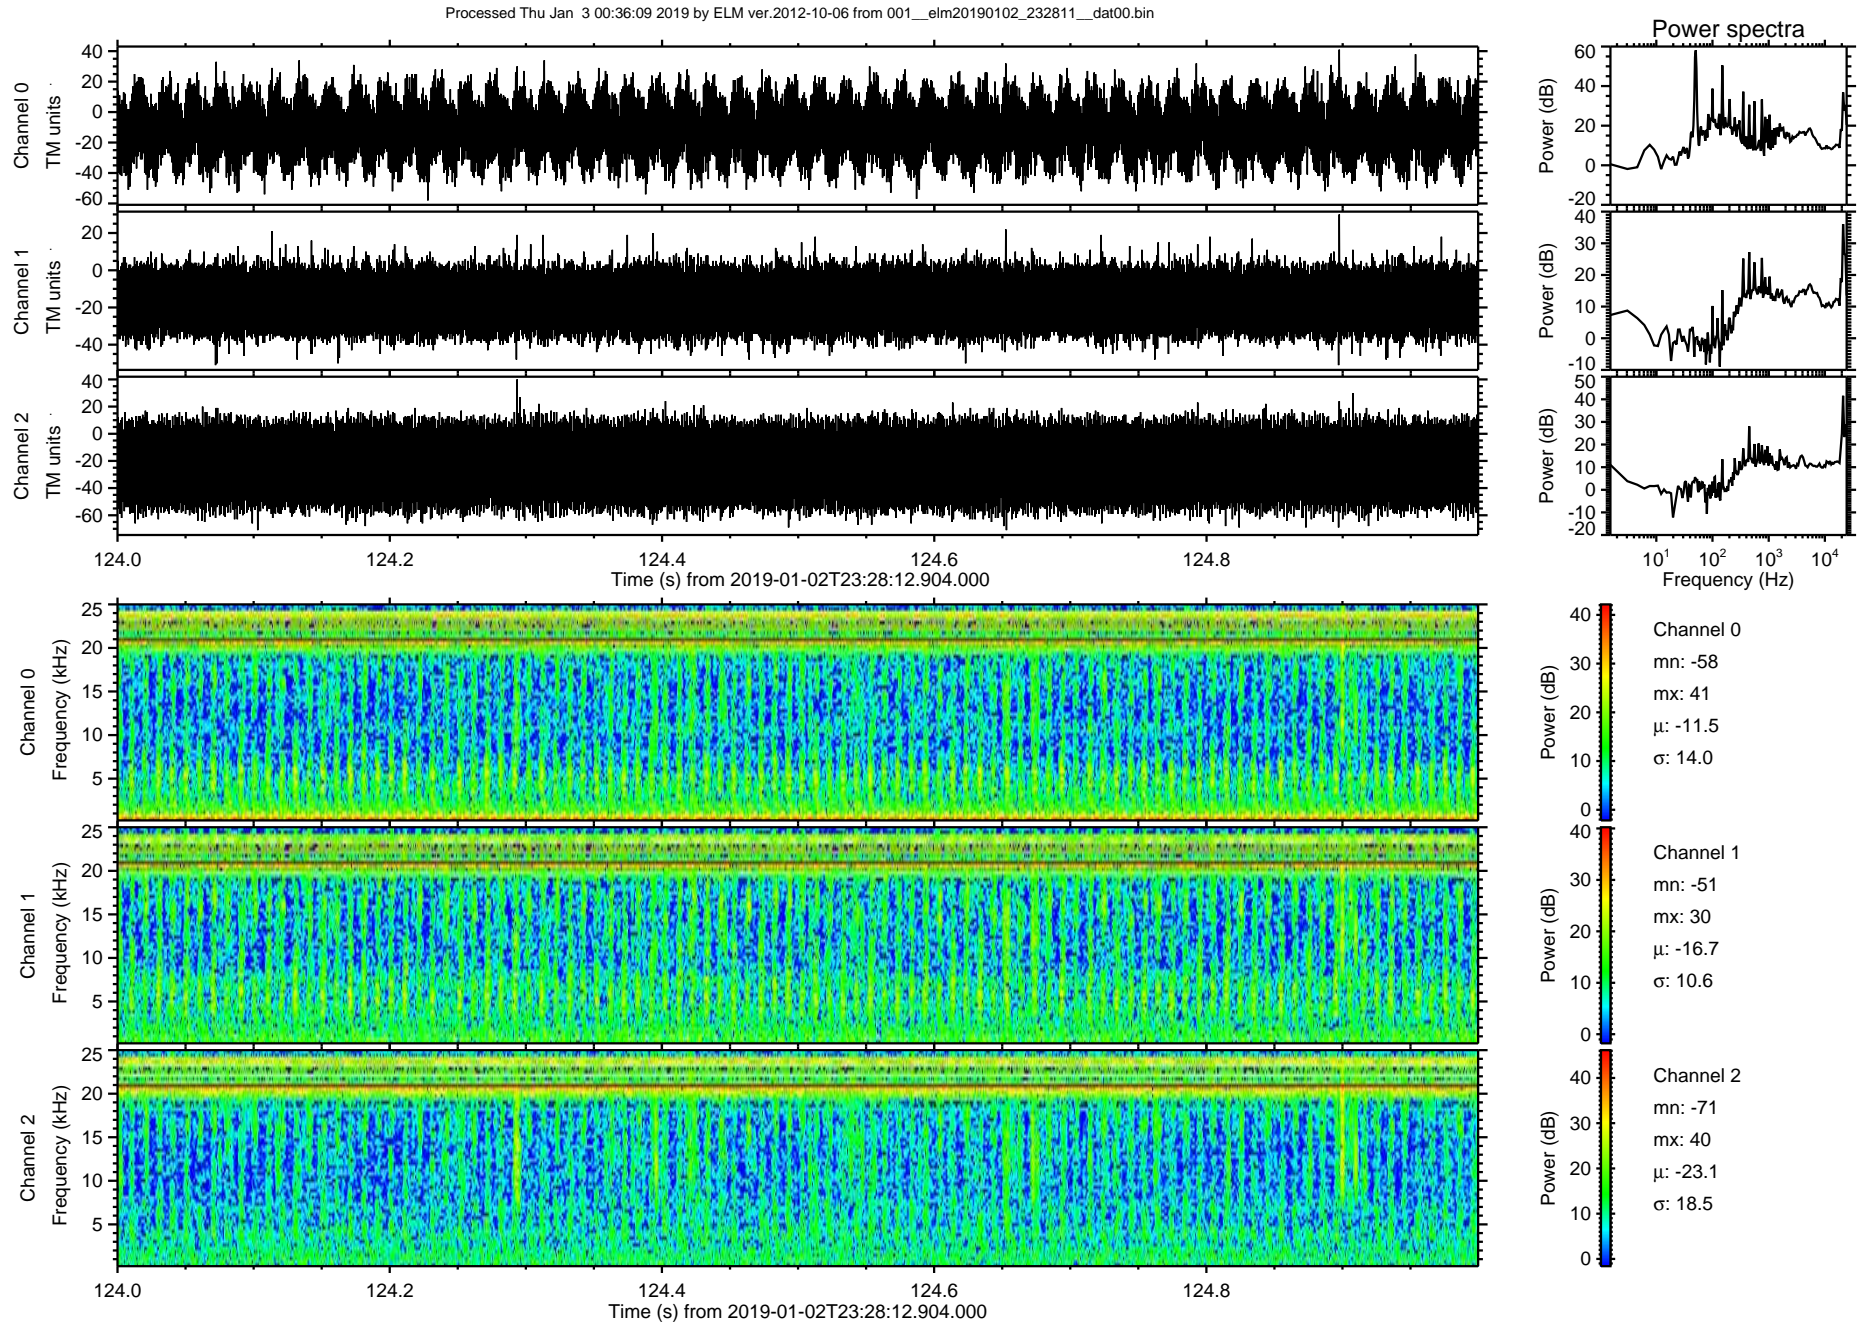 Processed Thu Jan  3 00:36:09 2019 by ELM ver.2012-10-06 from 001__elm20190102_232811__dat00.bin
Power spectra
Channel 0
TM units
40
20
0
-20
-40
-60
Power (dB)
60
40
20
0
-20
Channel 1
TM units
20
0
-20
-40
Power (dB)
40
30
20
10
0
-10
Channel 2
TM units
40
20
0
-20
-40
-60
Power (dB)
50
40
30
20
10
0
-10
-20
124.0 124.2 124.4 124.6 124.8
Time (s) from 2019-01-02T23:28:12.904.000
10¹ 10² 10³ 10⁴
Frequency (Hz)
Channel 0
Frequency (kHz)
25
20
15
10
5
Power (dB)
40
30
20
10
0
Channel 0
mn: -58
mx: 41
μ: -11.5
σ: 14.0
Channel 1
Frequency (kHz)
25
20
15
10
5
Power (dB)
40
30
20
10
0
Channel 1
mn: -51
mx: 30
μ: -16.7
σ: 10.6
Channel 2
Frequency (kHz)
25
20
15
10
5
Power (dB)
40
30
20
10
0
Channel 2
mn: -71
mx: 40
μ: -23.1
σ: 18.5
124.0 124.2 124.4 124.6 124.8
Time (s) from 2019-01-02T23:28:12.904.000